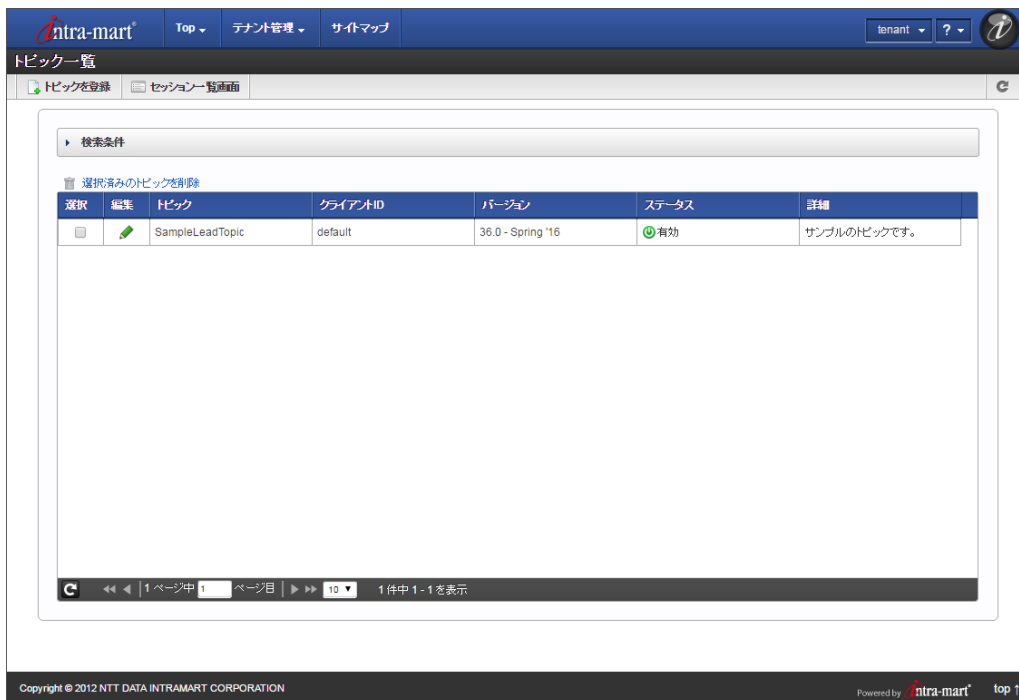 intra-mart Top テナント管理 サイトマップ tenant ?
トピック一覧
トピックを登録 セッション一覧画面
検索条件
選択済みのトピックを削除
選択 編集 トピック クライアントID バージョン ステータス 詳細
SampleLeadTopic default 36.0 - Spring '16 有効 サンプルのトピックです。
1 ページ中 1 ページ目 10 1 件中 1 - 1 を表示
Copyright © 2012 NTT DATA INTRAMART CORPORATION Powered by intra-mart top ↑